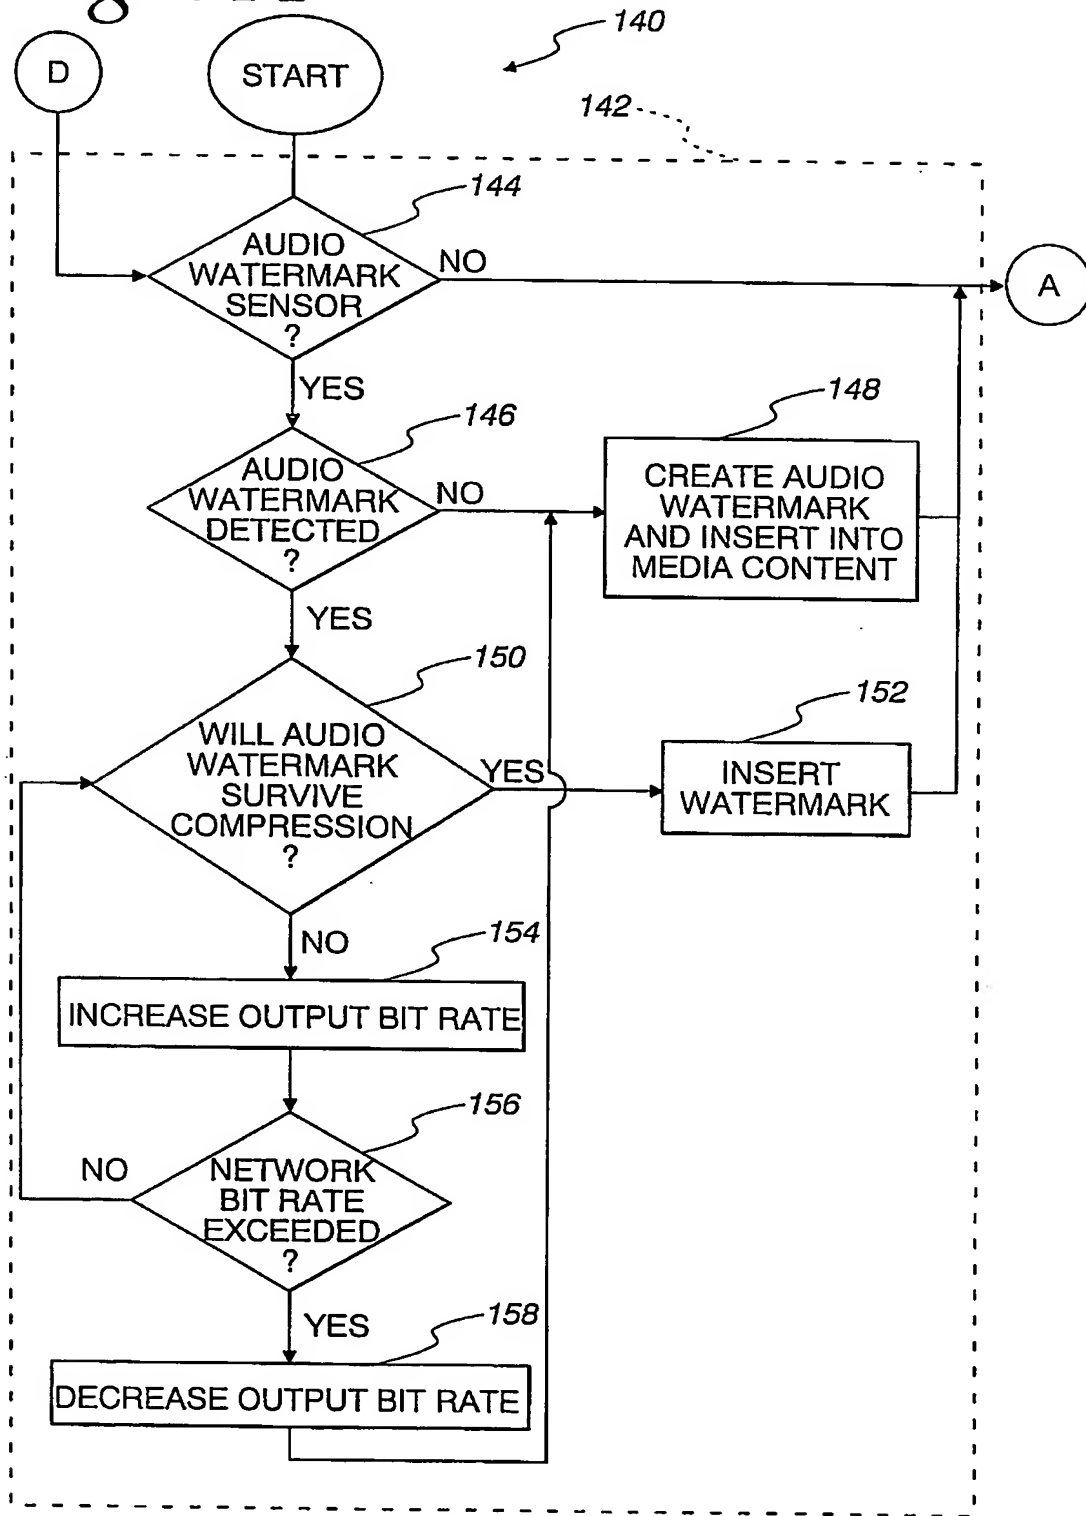 140
D
START
142
144
AUDIO
WATERMARK
SENSOR
?
NO
A
YES
146
148
AUDIO
WATERMARK
DETECTED
?
NO
CREATE AUDIO
WATERMARK
AND INSERT INTO
MEDIA CONTENT
YES
150
152
WILL AUDIO
WATERMARK
SURVIVE
COMPRESSION
?
YES
INSERT
WATERMARK
NO
154
INCREASE OUTPUT BIT RATE
156
NO
NETWORK
BIT RATE
EXCEEDED
?
YES
158
DECREASE OUTPUT BIT RATE